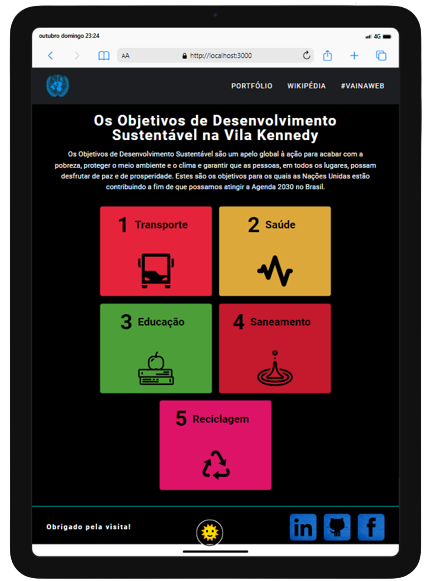 outubro domingo 23:24
4G
AA
http://localhost:3000
PORTFÓLIO WIKIPÉDIA #VAINAWEB
Os Objetivos de Desenvolvimento
Sustentável na Vila Kennedy
Os Objetivos de Desenvolvimento Sustentável são um apelo global à ação para acabar com a
pobreza, proteger o meio ambiente e o clima e garantir que as pessoas, em todos os lugares, possam
desfrutar de paz e de prosperidade. Estes são os objetivos para os quais as Nações Unidas estão
contribuindo a fim de que possamos atingir a Agenda 2030 no Brasil.
1 Transporte
2 Saúde
3 Educação
4 Saneamento
5 Reciclagem
Obrigado pela visita!
in
f